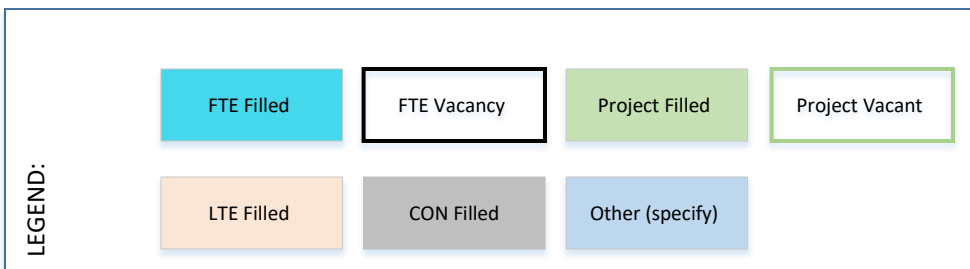 LEGEND:
FTE Filled
FTE Vacancy
Project Filled
Project Vacant
LTE Filled
CON Filled
Other (specify)